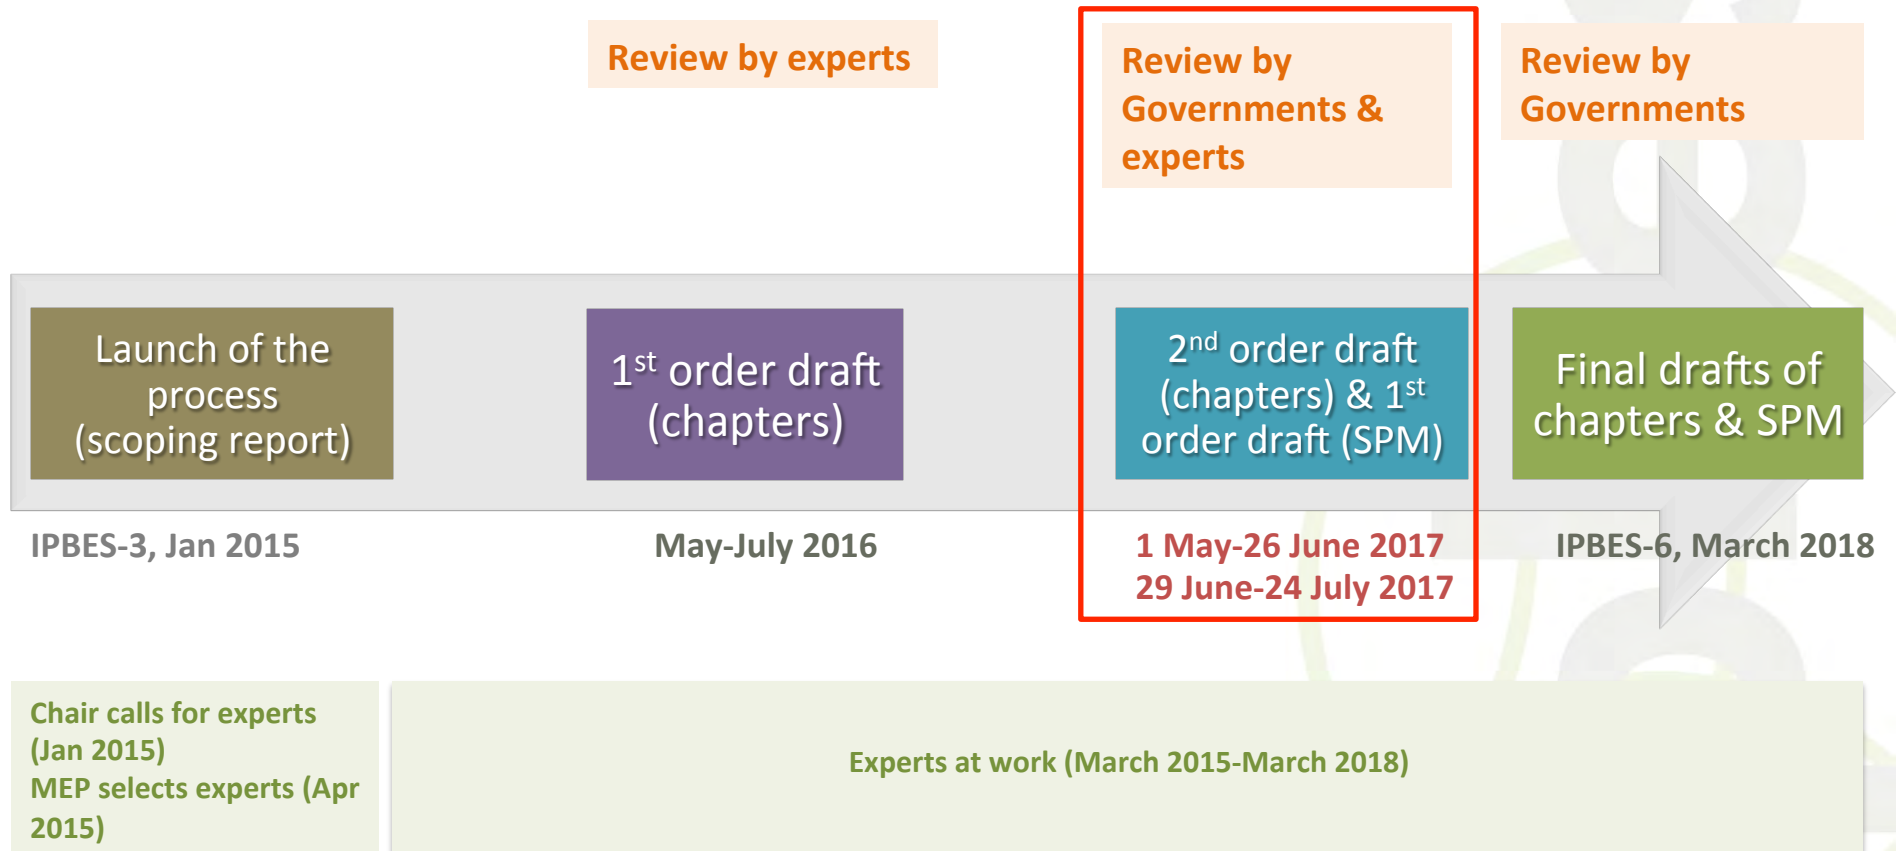 Review by experts
Review by
Governments &
experts
Review by
Governments
Launch of the
process
(scoping report)
1st order draft
(chapters)
2nd order draft
(chapters) & 1st
order draft (SPM)
Final drafts of
chapters & SPM
IPBES-3, Jan 2015
May-July 2016
1 May-26 June 2017
29 June-24 July 2017
IPBES-6, March 2018
Chair calls for experts
(Jan 2015)
MEP selects experts (Apr
2015)
Experts at work (March 2015-March 2018)